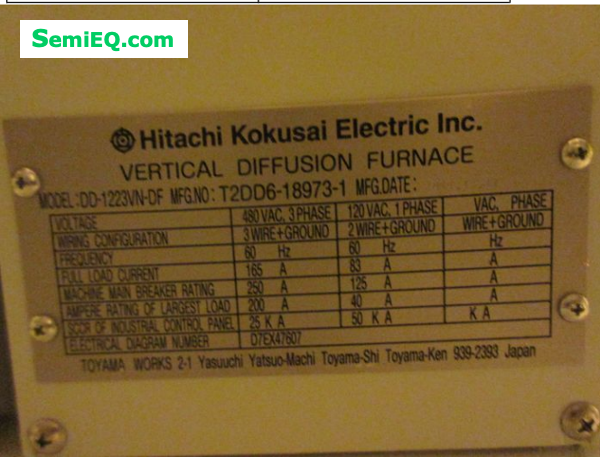 SemiEQ.com
Hitachi Kokusai Electric Inc.
VERTICAL DIFFUSION FURNACE
MODEL:DD-1223VN-DF MFG.NO: T2DD6-18973-1 MFG.DATE:
VOLTAGE 480 VAC, 3 PHASE 120 VAC, 1 PHASE VAC, PHASE
WIRING CONFIGURATION 3 WIRE+GROUND 2 WIRE+GROUND WIRE+GROUND
FREQUENCY 60 Hz 60 Hz Hz
FULL LOAD CURRENT 165 A 83 A A
MACHINE MAIN BREAKER RATING 250 A 125 A A
AMPERE RATING OF LARGEST LOAD 200 A 40 A A
SCCR OF INDUSTRIAL CONTROL PANEL 25 K A 50 K A K A
ELECTRICAL DIAGRAM NUMBER D7EX47607
TOYAMA WORKS 2-1 Yasuuchi Yatsuo-Machi Toyama-Shi Toyama-Ken 939-2393 Japan